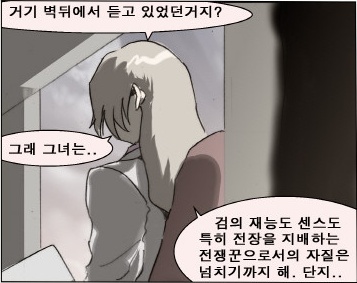 거기 벽뒤에서 듣고 있었던거지?
그래 그녀는..
검의 재능도 센스도
특히 전장을 지배하는
전쟁꾼으로서의 자질은
넘치기까지 해. 단지..